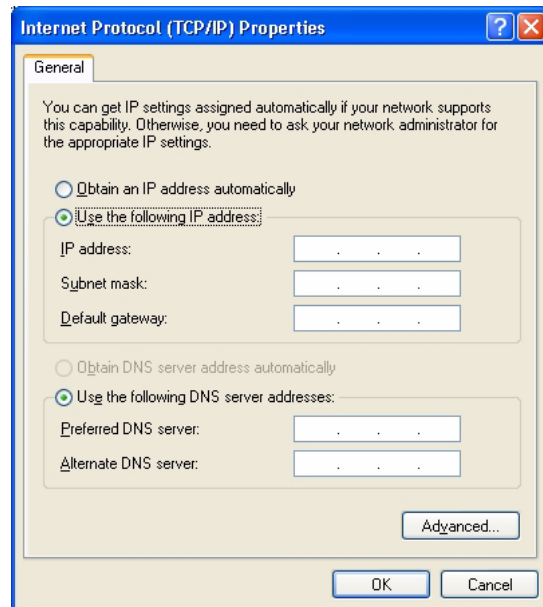 Internet Protocol (TCP/IP) Properties
General
You can get IP settings assigned automatically if your network supports
this capability. Otherwise, you need to ask your network administrator for
the appropriate IP settings.
Obtain an IP address automatically
Use the following IP address:
IP address:
Subnet mask:
Default gateway:
Obtain DNS server address automatically
Use the following DNS server addresses:
Preferred DNS server:
Alternate DNS server:
Advanced...
OK
Cancel